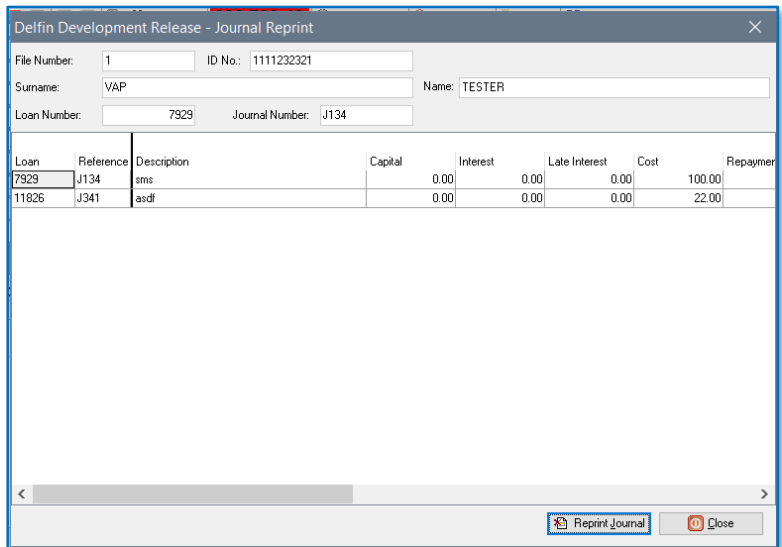 Delfin Development Release - Journal Reprint
File Number: 1 ID No.: 1111232321
Surname: VAP Name: TESTER
Loan Number: 7929 Journal Number: J134
Loan Reference Description Capital Interest Late Interest Cost Repaymer
7929 J134 sms 0.00 0.00 0.00 100.00
11826 J341 asdf 0.00 0.00 0.00 22.00
Reprint Journal Close